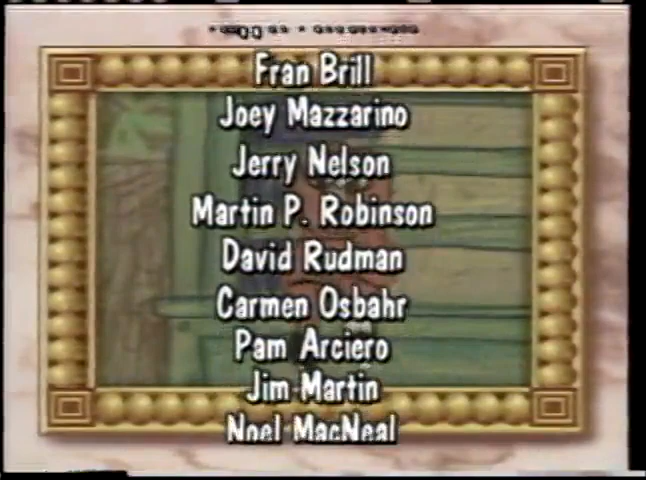 Fran Brill
Joey Mazzarino
Jerry Nelson
Martin P. Robinson
David Rudman
Carmen Osbahr
Pam Arciero
Jim Martin
Noel MacNeal